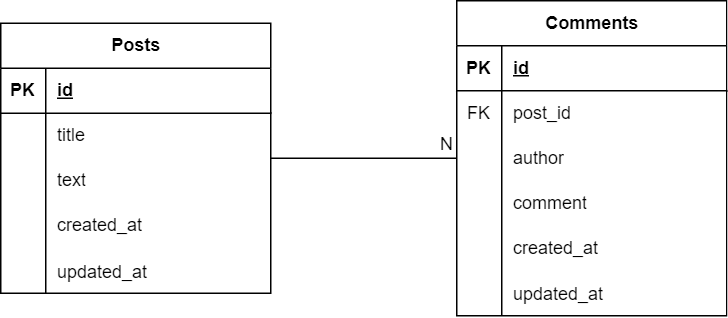 Posts
PK id
title
text
created_at
updated_at
N
Comments
PK id
FK post_id
author
comment
created_at
updated_at